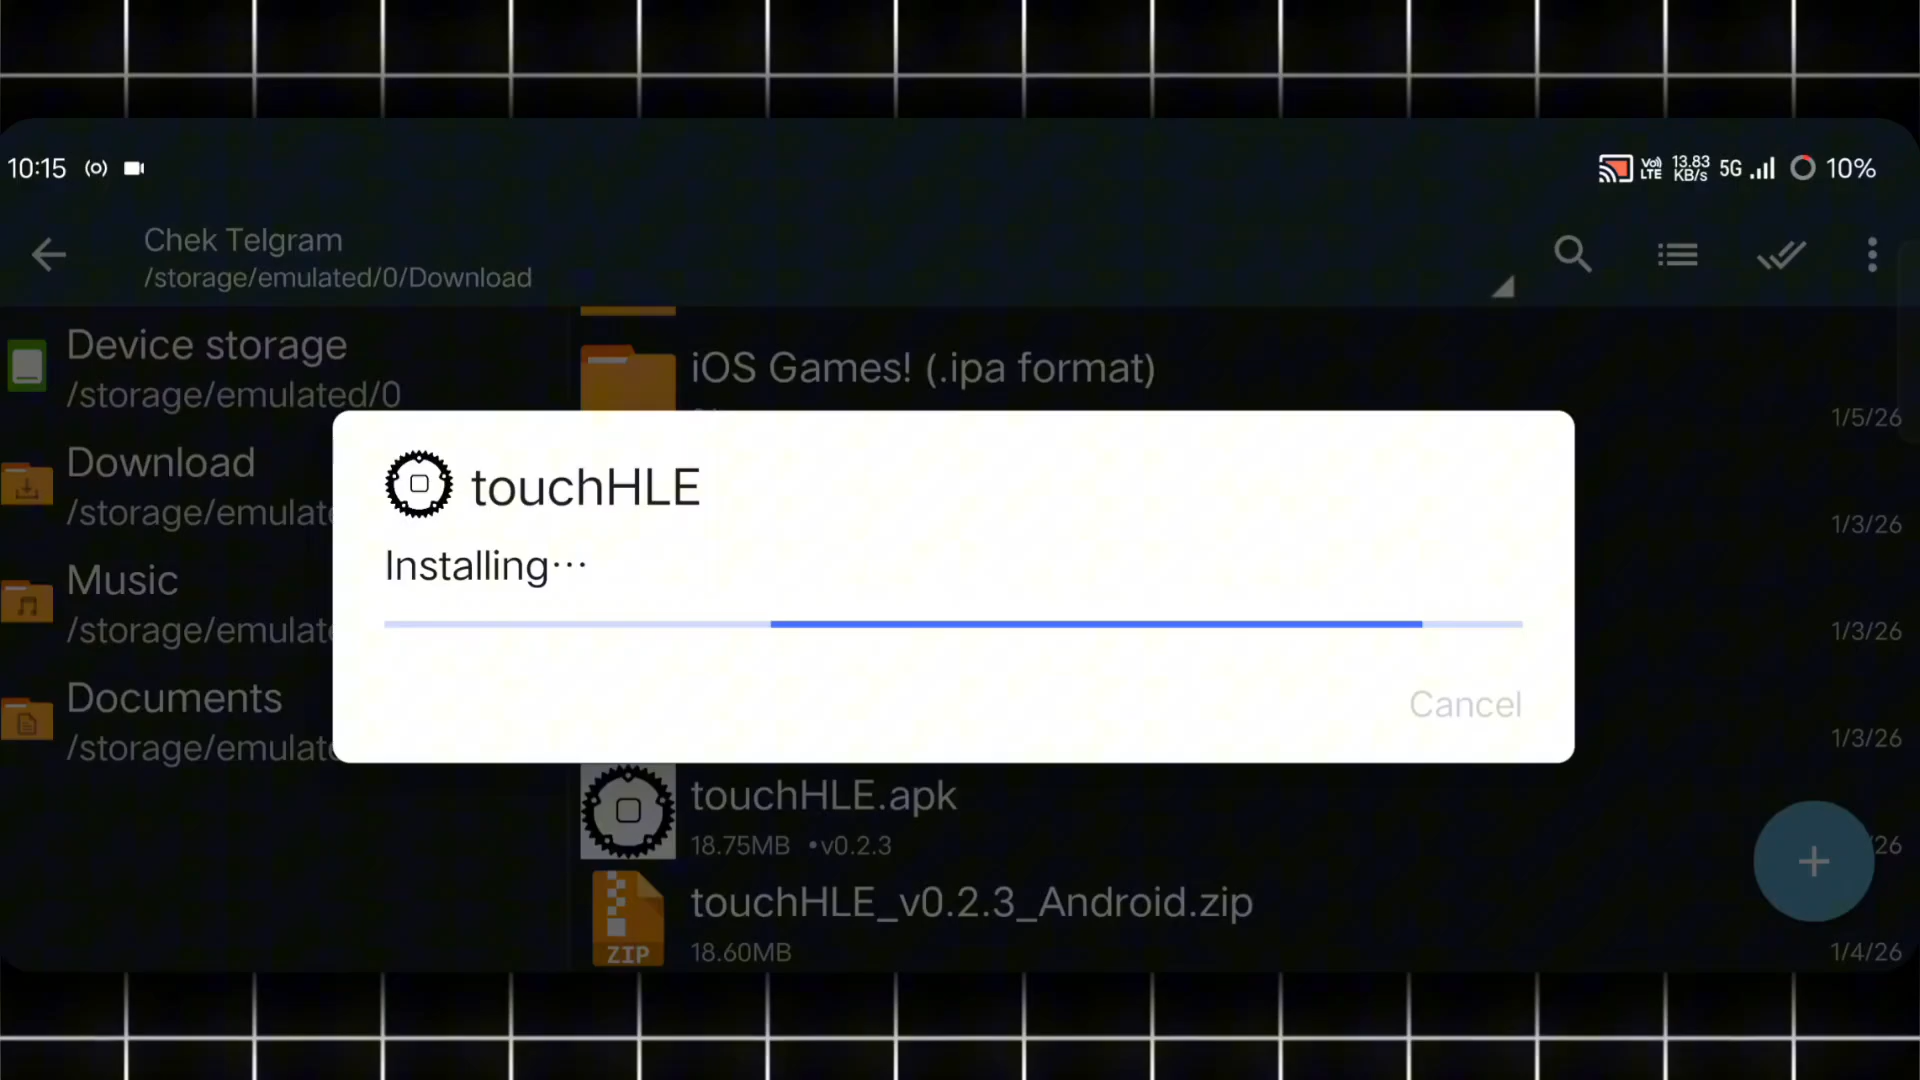 10:15
Vo) LTE 13.83 KB/s 5G 10%
Chek Telgram
/storage/emulated/0/Download
Device storage
/storage/emulated/0
Download
/storage/emulat
Music
/storage/emulat
Documents
/storage/emulat
iOS Games! (.ipa format)
1/5/26
1/3/26
1/3/26
1/3/26
touchHLE
Installing...
Cancel
touchHLE.apk
18.75MB •v0.2.3
26
touchHLE_v0.2.3_Android.zip
ZIP
18.60MB
1/4/26